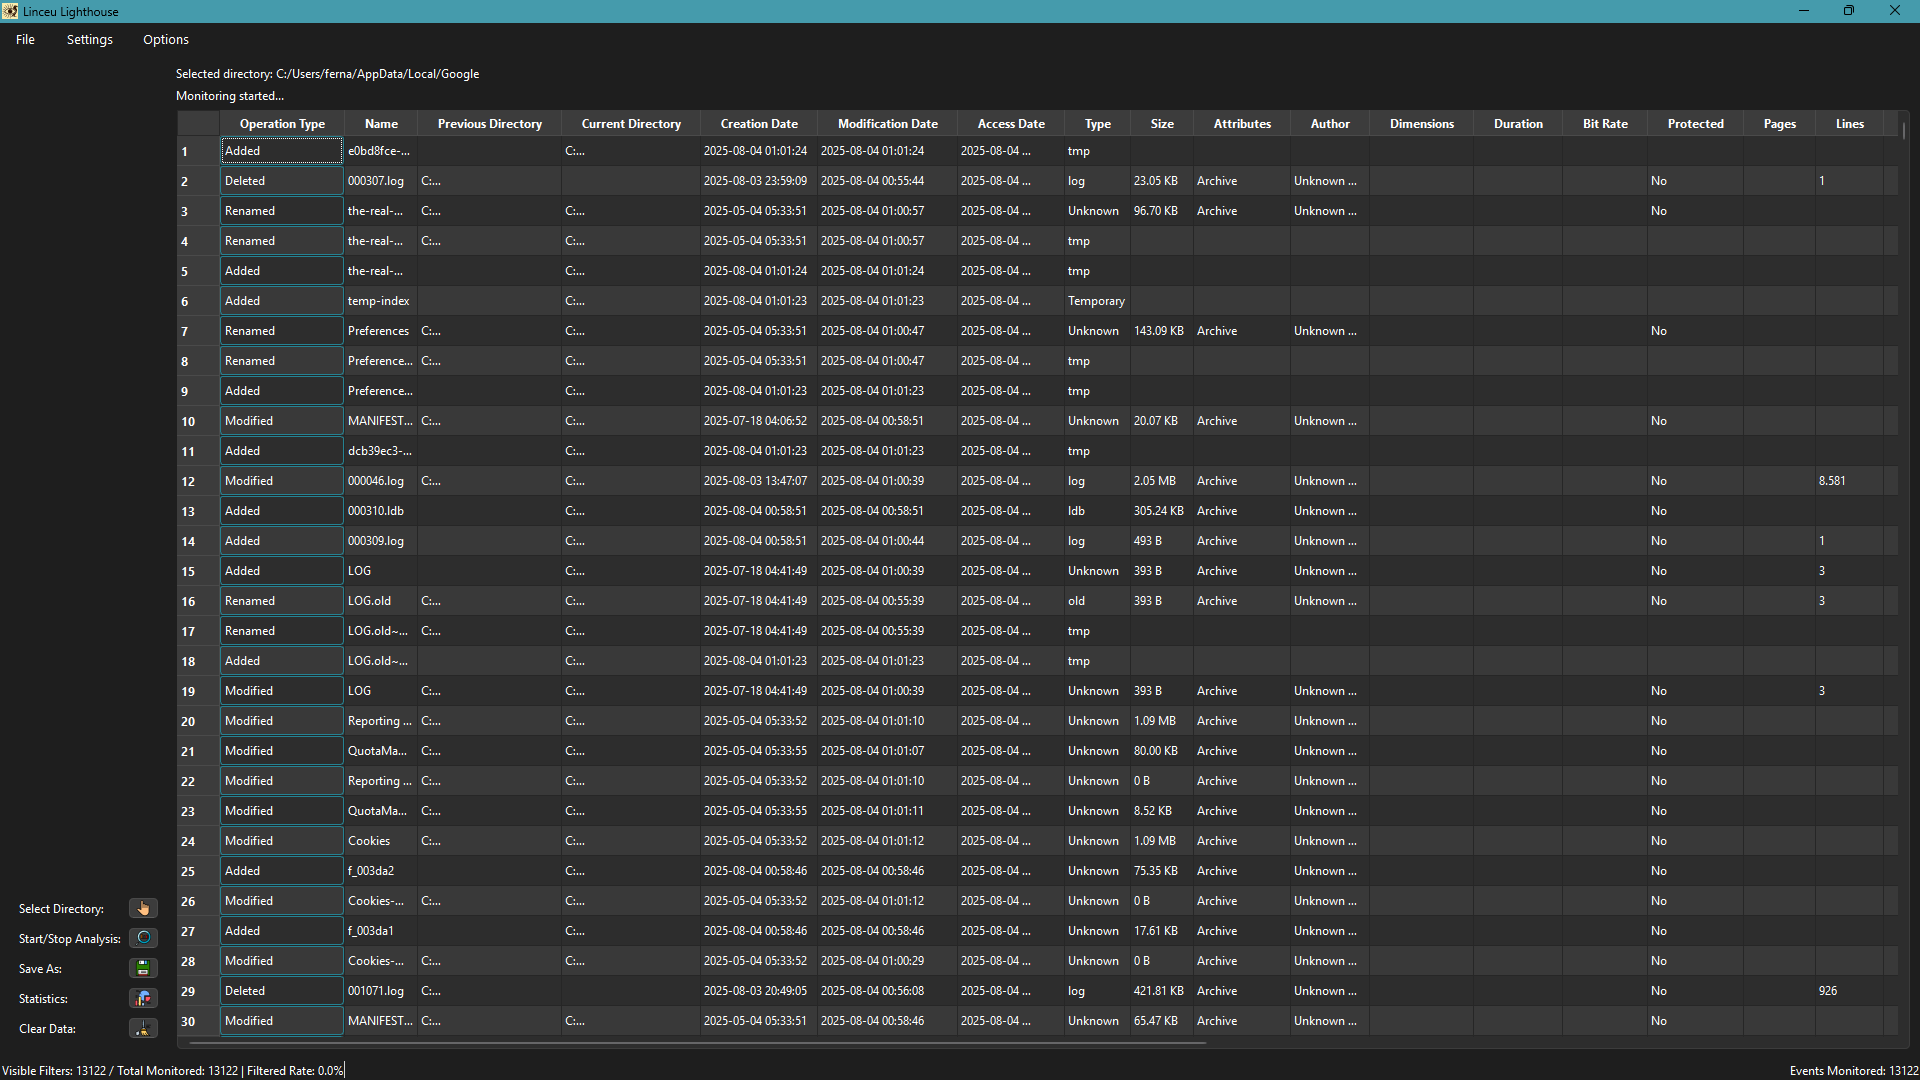 Linceu Lighthouse
File Settings Options
Selected directory: C:/Users/ferna/AppData/Local/Google
Monitoring started...
Operation Type Name Previous Directory Current Directory Creation Date Modification Date Access Date Type Size Attributes Author Dimensions Duration Bit Rate Protected Pages Lines
1 Added e0bd8fce-... C:... 2025-08-04 01:01:24 2025-08-04 01:01:24 2025-08-04 ... tmp
2 Deleted 000307.log C:... 2025-08-03 23:59:09 2025-08-04 00:55:44 2025-08-04 ... log 23.05 KB Archive Unknown ... No 1
3 Renamed the-real-... C:... C:... 2025-05-04 05:33:51 2025-08-04 01:00:57 2025-08-04 ... Unknown 96.70 KB Archive Unknown ... No
4 Renamed the-real-... C:... C:... 2025-05-04 05:33:51 2025-08-04 01:00:57 2025-08-04 ... tmp
5 Added the-real-... C:... 2025-08-04 01:01:24 2025-08-04 01:01:24 2025-08-04 ... tmp
6 Added temp-index C:... 2025-08-04 01:01:23 2025-08-04 01:01:23 2025-08-04 ... Temporary
7 Renamed Preferences C:... C:... 2025-05-04 05:33:51 2025-08-04 01:00:47 2025-08-04 ... Unknown 143.09 KB Archive Unknown ... No
8 Renamed Preference... C:... C:... 2025-05-04 05:33:51 2025-08-04 01:00:47 2025-08-04 ... tmp
9 Added Preference... C:... 2025-08-04 01:01:23 2025-08-04 01:01:23 2025-08-04 ... tmp
10 Modified MANIFEST... C:... C:... 2025-07-18 04:06:52 2025-08-04 00:58:51 2025-08-04 ... Unknown 20.07 KB Archive Unknown ... No
11 Added dcb39ec3-... C:... 2025-08-04 01:01:23 2025-08-04 01:01:23 2025-08-04 ... tmp
12 Modified 000046.log C:... C:... 2025-08-03 13:47:07 2025-08-04 01:00:39 2025-08-04 ... log 2.05 MB Archive Unknown ... No 8.581
13 Added 000310.ldb C:... 2025-08-04 00:58:51 2025-08-04 00:58:51 2025-08-04 ... ldb 305.24 KB Archive Unknown ... No
14 Added 000309.log C:... 2025-08-04 00:58:51 2025-08-04 01:00:44 2025-08-04 ... log 493 B Archive Unknown ... No 1
15 Added LOG C:... 2025-07-18 04:41:49 2025-08-04 01:00:39 2025-08-04 ... Unknown 393 B Archive Unknown ... No 3
16 Renamed LOG.old C:... C:... 2025-07-18 04:41:49 2025-08-04 00:55:39 2025-08-04 ... old 393 B Archive Unknown ... No 3
17 Renamed LOG.old~... C:... C:... 2025-07-18 04:41:49 2025-08-04 00:55:39 2025-08-04 ... tmp
18 Added LOG.old~... C:... 2025-08-04 01:01:23 2025-08-04 01:01:23 2025-08-04 ... tmp
19 Modified LOG C:... C:... 2025-07-18 04:41:49 2025-08-04 01:00:39 2025-08-04 ... Unknown 393 B Archive Unknown ... No 3
20 Modified Reporting ... C:... C:... 2025-05-04 05:33:52 2025-08-04 01:01:10 2025-08-04 ... Unknown 1.09 MB Archive Unknown ... No
21 Modified QuotaMa... C:... C:... 2025-05-04 05:33:55 2025-08-04 01:01:07 2025-08-04 ... Unknown 80.00 KB Archive Unknown ... No
22 Modified Reporting ... C:... C:... 2025-05-04 05:33:52 2025-08-04 01:01:10 2025-08-04 ... Unknown 0 B Archive Unknown ... No
23 Modified QuotaMa... C:... C:... 2025-05-04 05:33:55 2025-08-04 01:01:11 2025-08-04 ... Unknown 8.52 KB Archive Unknown ... No
24 Modified Cookies C:... C:... 2025-05-04 05:33:52 2025-08-04 01:01:12 2025-08-04 ... Unknown 1.09 MB Archive Unknown ... No
25 Added f_003da2 C:... 2025-08-04 00:58:46 2025-08-04 00:58:46 2025-08-04 ... Unknown 75.35 KB Archive Unknown ... No
26 Modified Cookies-... C:... C:... 2025-05-04 05:33:52 2025-08-04 01:01:12 2025-08-04 ... Unknown 0 B Archive Unknown ... No
27 Added f_003da1 C:... 2025-08-04 00:58:46 2025-08-04 00:58:46 2025-08-04 ... Unknown 17.61 KB Archive Unknown ... No
28 Modified Cookies-... C:... C:... 2025-05-04 05:33:52 2025-08-04 01:00:29 2025-08-04 ... Unknown 0 B Archive Unknown ... No
29 Deleted 001071.log C:... 2025-08-03 20:49:05 2025-08-04 00:56:08 2025-08-04 ... log 421.81 KB Archive Unknown ... No 926
30 Modified MANIFEST... C:... C:... 2025-05-04 05:33:51 2025-08-04 00:58:46 2025-08-04 ... Unknown 65.47 KB Archive Unknown ... No
Select Directory:
Start/Stop Analysis:
Save As:
Statistics:
Clear Data:
Visible Filters: 13122 / Total Monitored: 13122 | Filtered Rate: 0.0%
Events Monitored: 13122